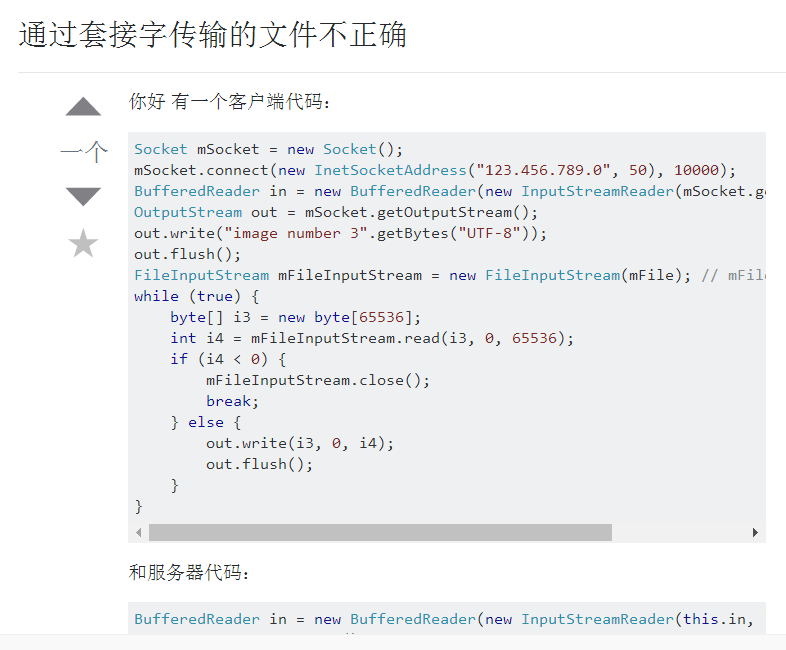 通过套接字传输的文件不正确
你好 有一个客户端代码：
一个
Socket mSocket = new Socket();
mSocket.connect(new InetSocketAddress("123.456.789.0", 50), 10000);
BufferedReader in = new BufferedReader(new InputStreamReader(mSocket.ge
OutputStream out = mSocket.getOutputStream();
out.write("image number 3".getBytes("UTF-8"));
out.flush();
FileInputStream mFileInputStream = new FileInputStream(mFile); // mFile
while (true) {
    byte[] i3 = new byte[65536];
    int i4 = mFileInputStream.read(i3, 0, 65536);
    if (i4 < 0) {
        mFileInputStream.close();
        break;
    } else {
        out.write(i3, 0, i4);
        out.flush();
    }
}
和服务器代码：
BufferedReader in = new BufferedReader(new InputStreamReader(this.in,